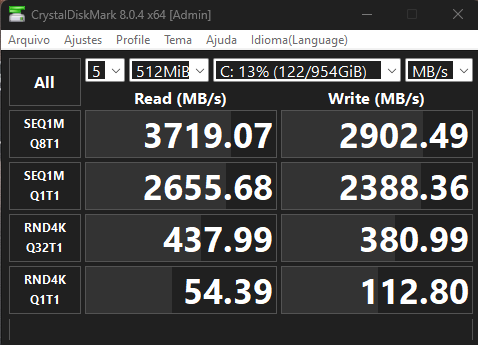 CrystalDiskMark 8.0.4 x64 [Admin]
Arquivo Ajustes Profile Tema Ajuda Idioma(Language)
All 5 512MiB C: 13% (122/954GiB) MB/s
Read (MB/s) Write (MB/s)
SEQ1M Q8T1 3719.07 2902.49
SEQ1M Q1T1 2655.68 2388.36
RND4K Q32T1 437.99 380.99
RND4K Q1T1 54.39 112.80